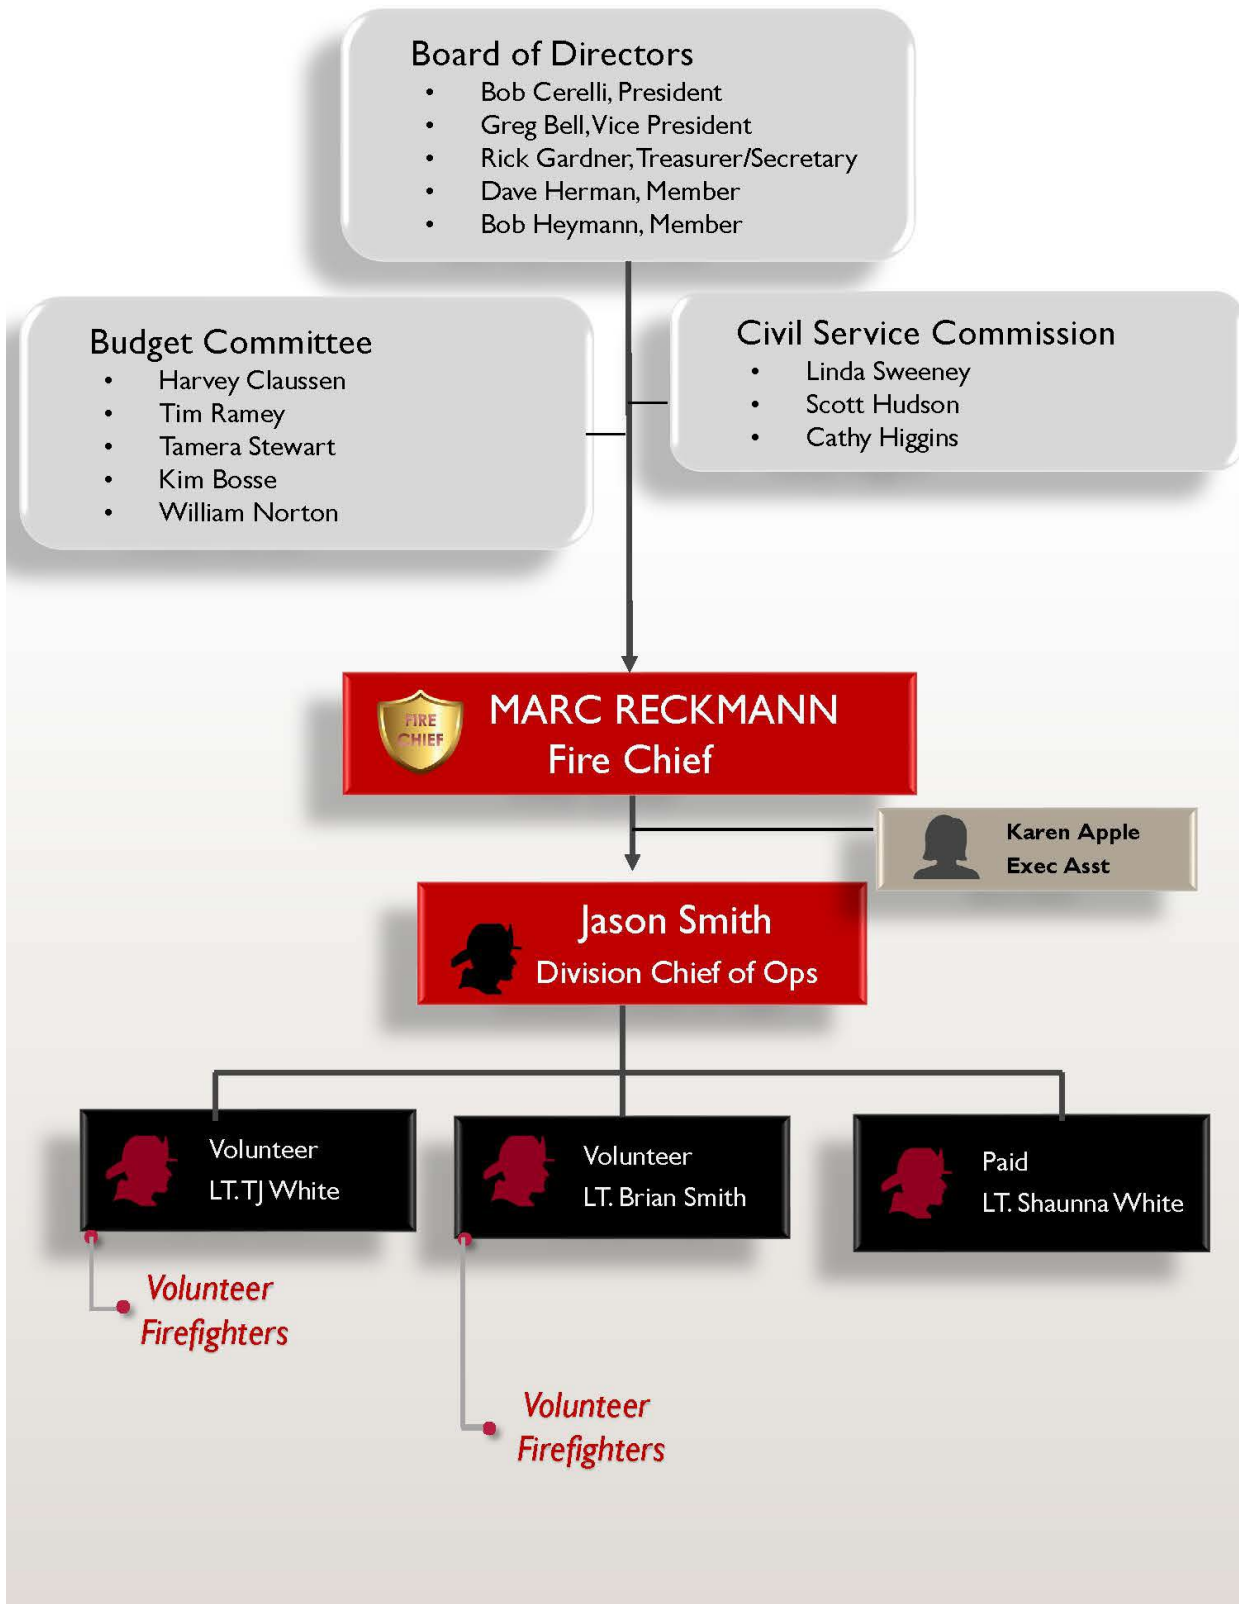 Board of Directors
• Bob Cerelli, President
• Greg Bell, Vice President
• Rick Gardner, Treasurer/Secretary
• Dave Herman, Member
• Bob Heymann, Member
Budget Committee
• Harvey Claussen
• Tim Ramey
• Tamera Stewart
• Kim Bosse
• William Norton
Civil Service Commission
• Linda Sweeney
• Scott Hudson
• Cathy Higgins
FIRE
CHIEF
MARC RECKMANN
Fire Chief
Karen Apple
Exec Asst
Jason Smith
Division Chief of Ops
Volunteer
LT. TJ White
Volunteer
LT. Brian Smith
Paid
LT. Shaunna White
Volunteer
Firefighters
Volunteer
Firefighters